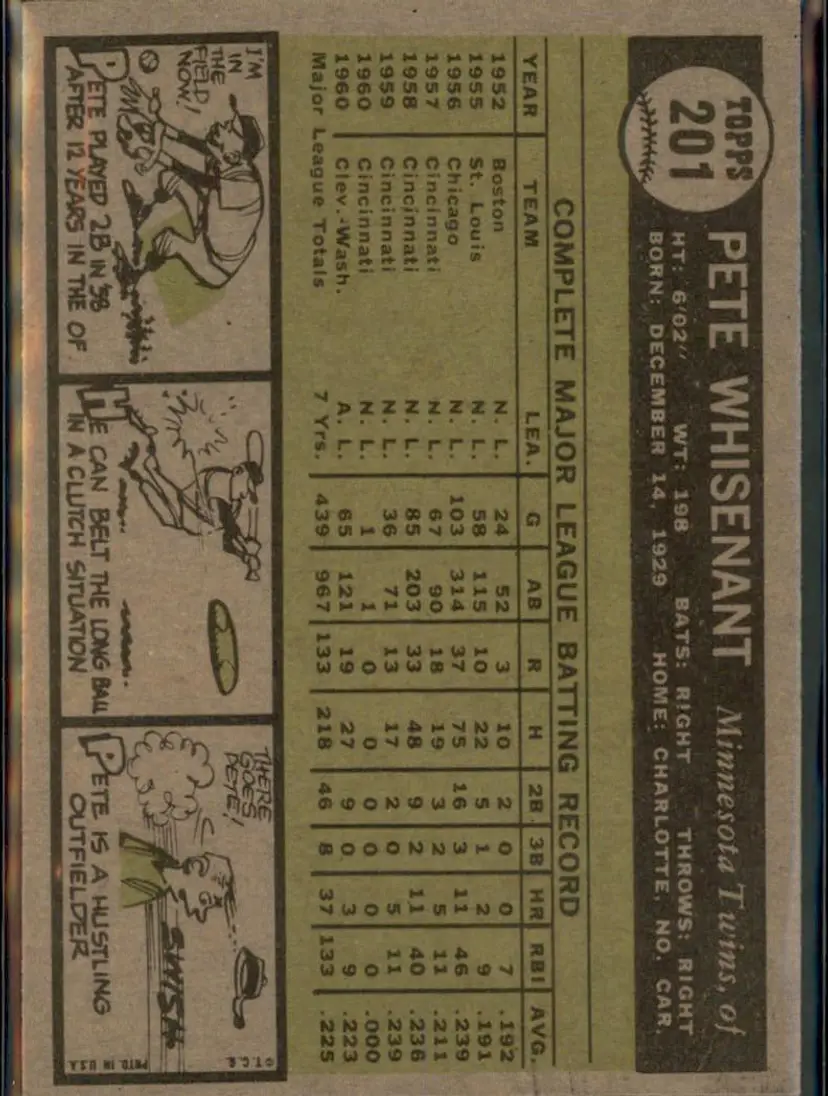 TOPPS
201
PETE WHISENANT Minnesota Twins, of
HT: 6'02" WT: 198 BATS: RIGHT THROWS: RIGHT
BORN: DECEMBER 14, 1929 HOME: CHARLOTTE, NO. CAR.
COMPLETE MAJOR LEAGUE BATTING RECORD
YEAR TEAM LEA. G AB R H 2B. 3B HR RBI AVG.
1952 Boston N. L. 24 52 3 10 2 0 0 7 .192
1955 St. Louis N. L. 58 115 10 22 5 1 2 9 .191
1956 Chicago N. L. 103 314 37 75 16 3 11 46 .239
1957 Cincinnati N. L. 67 90 18 19 3 2 5 11 .211
1958 Cincinnati N. L. 85 203 33 48 9 2 11 40 .236
1959 Cincinnati N. L. 36 71 13 17 2 0 5 11 .239
1960 Cincinnati N. L. 1 1 0 0 0 0 0 0 .000
1960 Clev.-Wash. A. L. 65 121 19 27 9 0 3 9 .223
Major League Totals 7 Yrs. 439 967 133 218 46 8 37 133 .225
I'M
IN
THE
FIELD
NOW!
PETE PLAYED 2B IN '58
AFTER 12 YEARS IN THE OF.
HE CAN BELT THE LONG BALL
IN A CLUTCH SITUATION
THERE
GOES
PETE!
SWISH
PETE IS A HUSTLING
OUTFIELDER
©T.C.G.
PRTD. IN U.S.A.